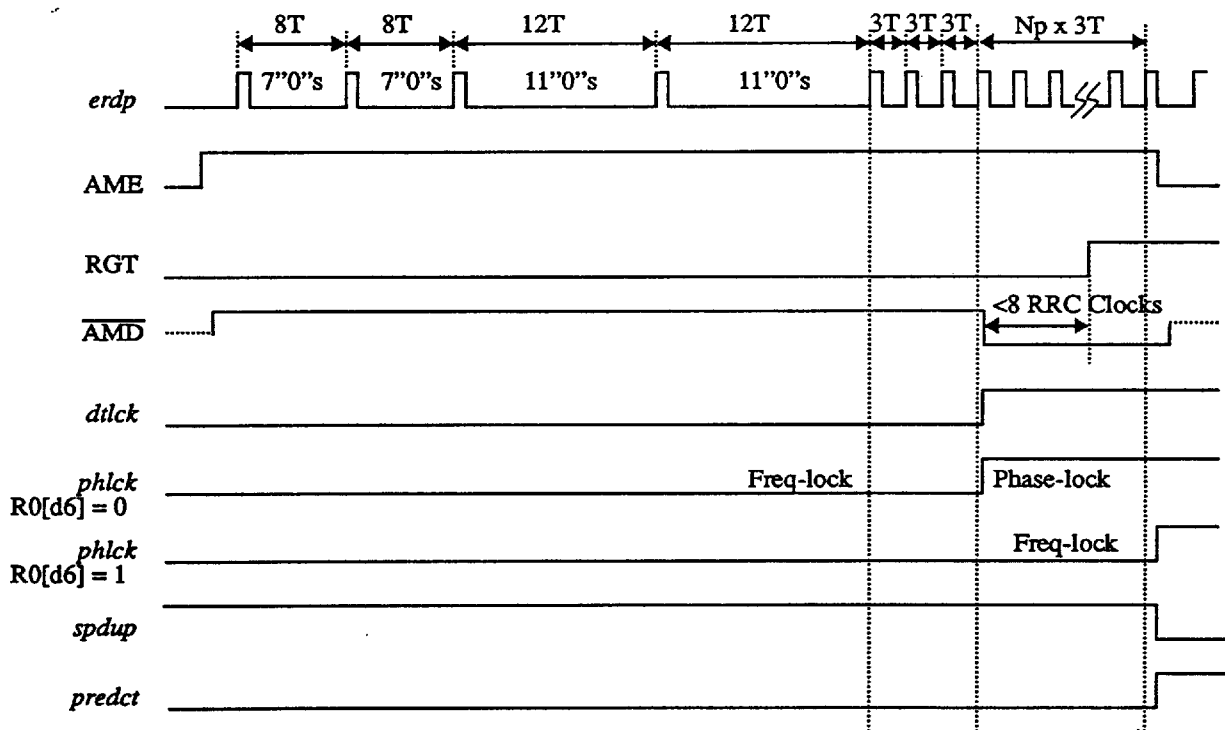 8T 8T 12T 12T 3T 3T 3T Np x 3T
erdp 7"0"s 7"0"s 11"0"s 11"0"s
AME
RGT
<8 RRC Clocks
AMD
dtlck
phlck Freq-lock Phase-lock
R0[d6] = 0
phlck Freq-lock
R0[d6] = 1
spdup
predct